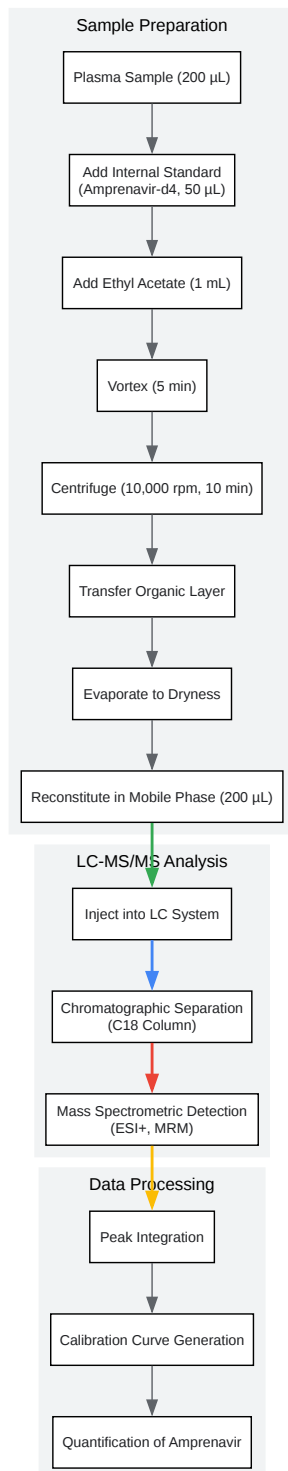 Sample Preparation
Plasma Sample (200 µL)
Add Internal Standard
(Amprenavir-d4, 50 µL)
Add Ethyl Acetate (1 mL)
Vortex (5 min)
Centrifuge (10,000 rpm, 10 min)
Transfer Organic Layer
Evaporate to Dryness
Reconstitute in Mobile Phase (200 µL)
LC-MS/MS Analysis
Inject into LC System
Chromatographic Separation
(C18 Column)
Mass Spectrometric Detection
(ESI+, MRM)
Data Processing
Peak Integration
Calibration Curve Generation
Quantification of Amprenavir